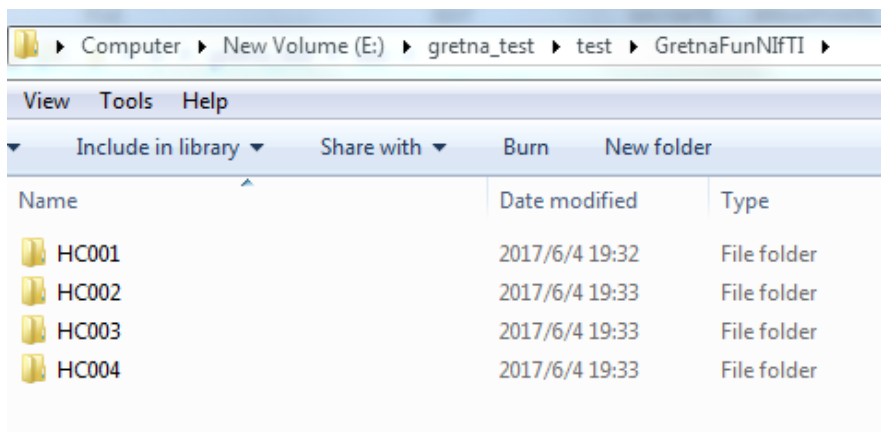 Computer New Volume (E:) gretna_test test GretnaFunNIfTI
View Tools Help
Include in library Share with Burn New folder
Name Date modified Type
HC001 2017/6/4 19:32 File folder
HC002 2017/6/4 19:33 File folder
HC003 2017/6/4 19:33 File folder
HC004 2017/6/4 19:33 File folder